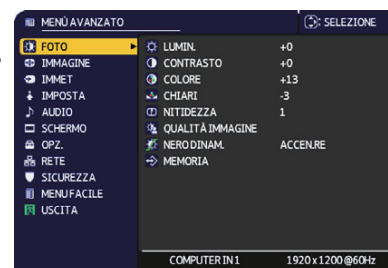 MENÙ AVANZATO : SELEZIONE
FOTO LUMIN. +0
IMMAGINE CONTRASTO +0
IMMET COLORE +13
IMPOSTA CHIARI -3
AUDIO NITIDEZZA 1
SCHERMO QUALITÀ IMMAGINE
OPZ. NERO DINAM. ACCEN.RE
RETE MEMORIA
SICUREZZA
MENU FACILE
USCITA
COMPUTER IN 1 1920 x 1200 @60Hz